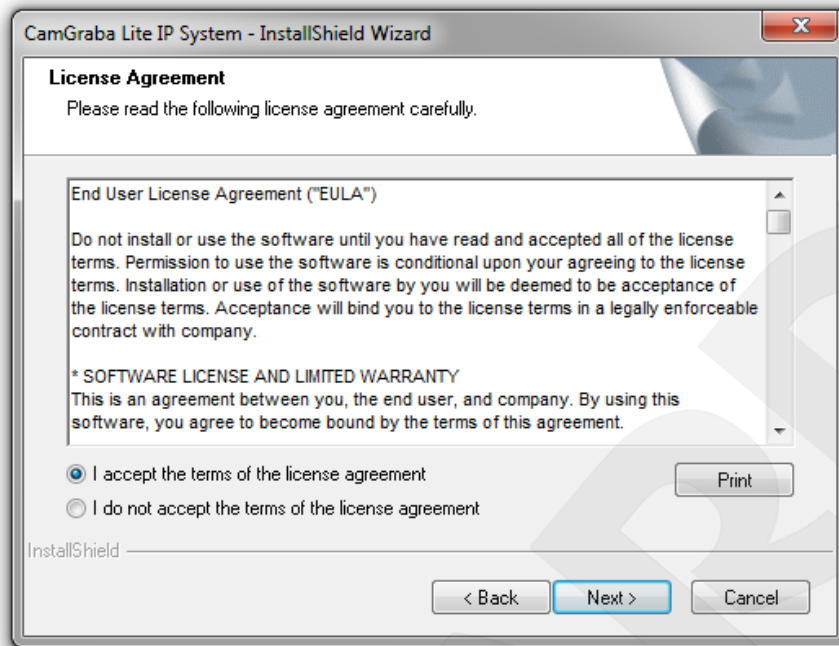 CamGraba Lite IP System - InstallShield Wizard
License Agreement
Please read the following license agreement carefully.
End User License Agreement ("EULA")
Do not install or use the software until you have read and accepted all of the license
terms. Permission to use the software is conditional upon your agreeing to the license
terms. Installation or use of the software by you will be deemed to be acceptance of
the license terms. Acceptance will bind you to the license terms in a legally enforceable
contract with company.
* SOFTWARE LICENSE AND LIMITED WARRANTY
This is an agreement between you, the end user, and company. By using this
software, you agree to become bound by the terms of this agreement.
I accept the terms of the license agreement
Print
I do not accept the terms of the license agreement
InstallShield
< Back Next > Cancel